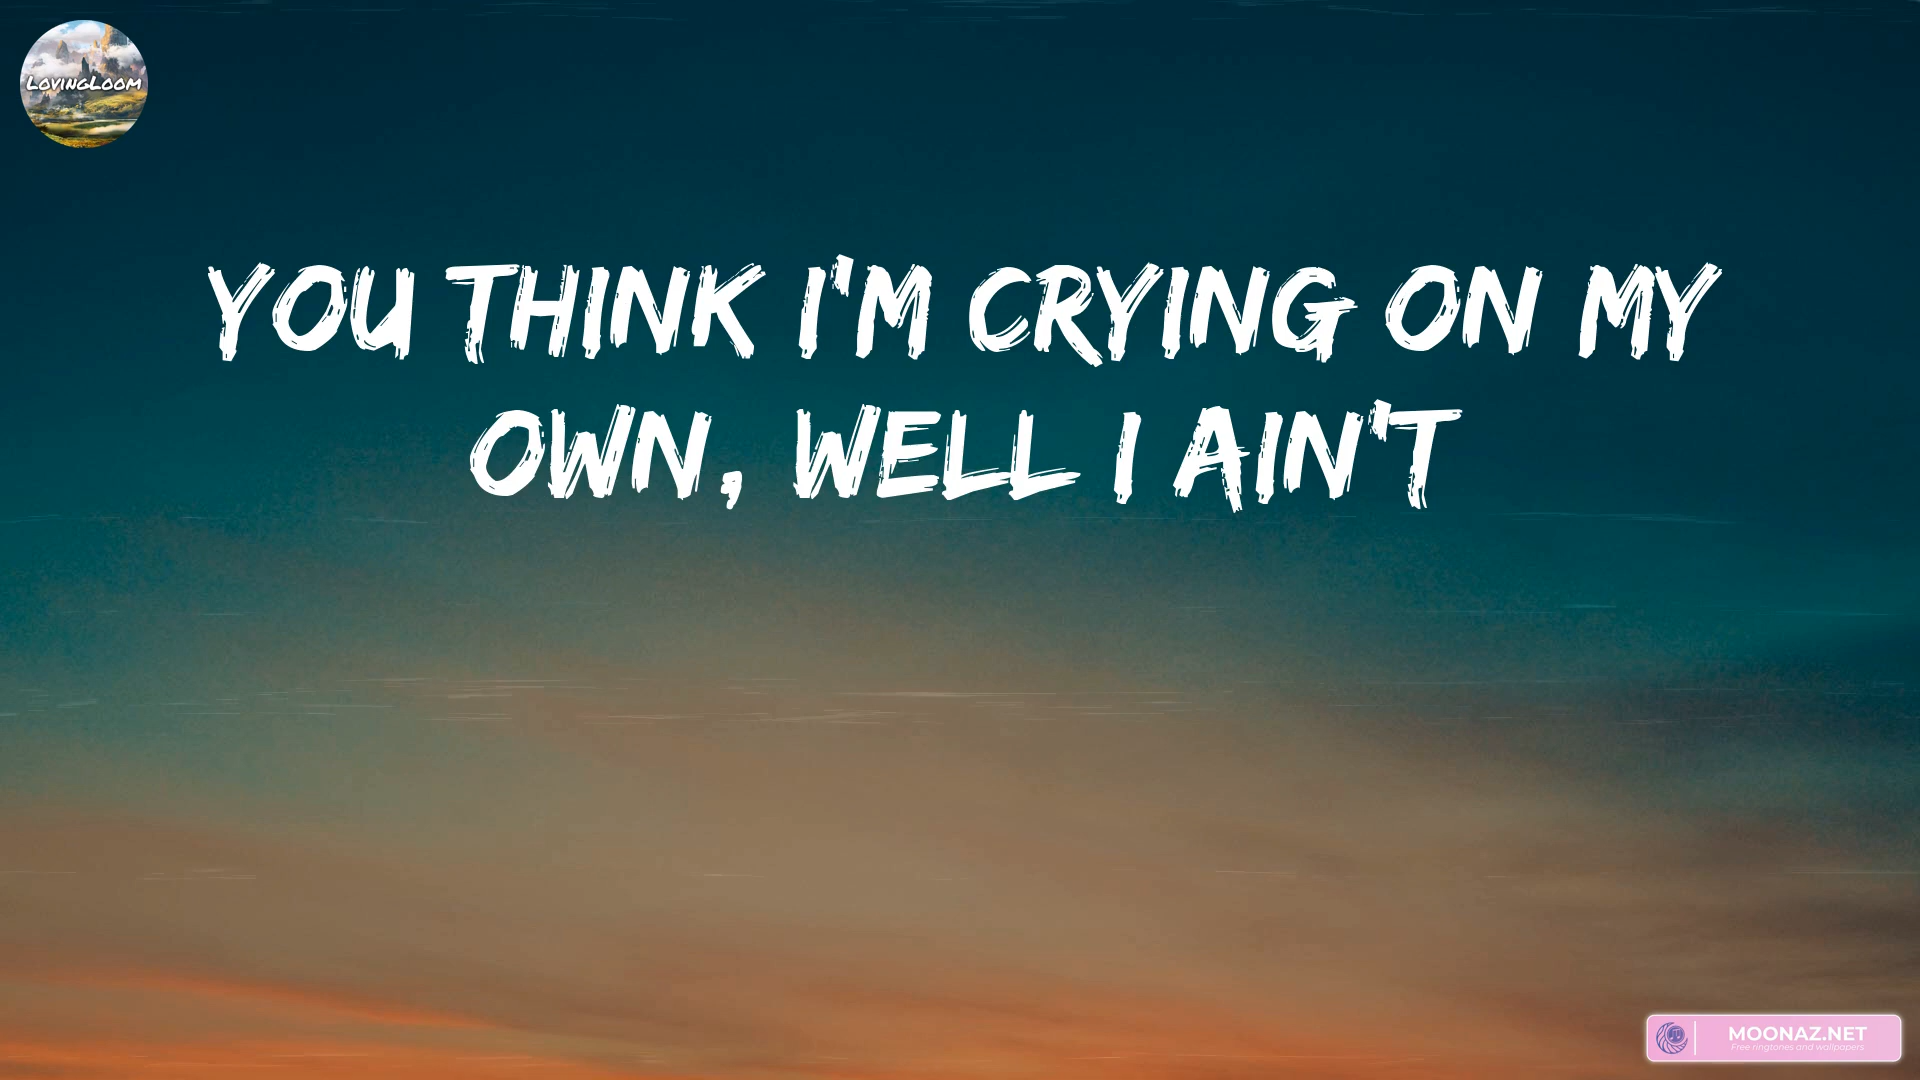 LovingLoom
YOU THINK I'M CRYING ON MY
OWN, WELL I AIN'T
MOONAZ.NET
Free ringtones and wallpapers